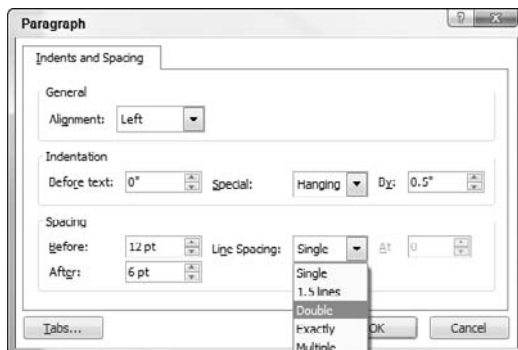 Paragraph
Indents and Spacing
General
Alignment: Left
Indentation
Before text: 0" Special: Hanging By: 0.5"
Spacing
Before: 12 pt Line Spacing: Single At 0
After: 6 pt
Single
1.5 lines
Double
Exactly
Multiple
Tabs... OK Cancel